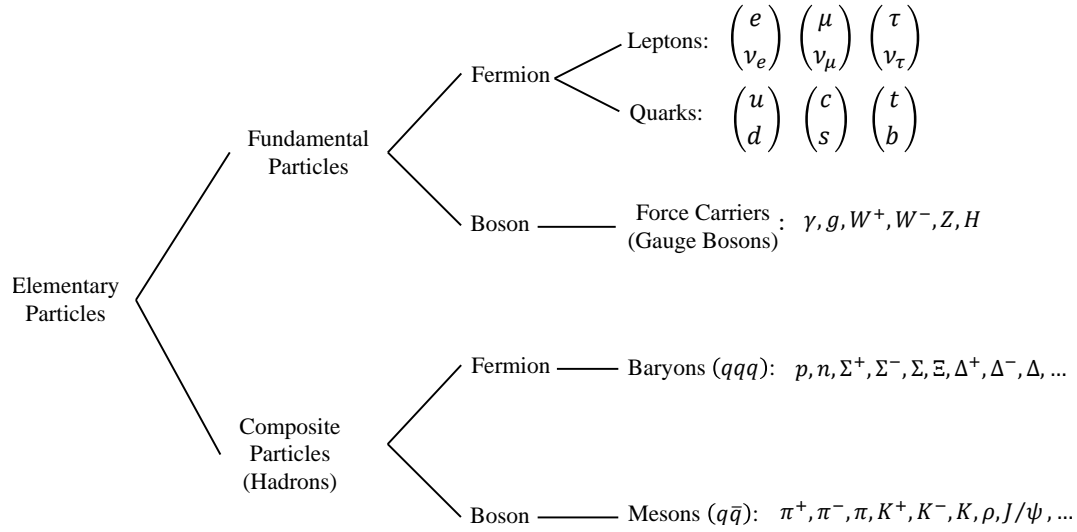 Leptons: (e ν_e) (μ ν_μ) (τ ν_τ)
Fermion
Quarks: (u d) (c s) (t b)
Fundamental
Particles
Boson
Force Carriers
(Gauge Bosons)
: γ, g, W⁺, W⁻, Z, H
Elementary
Particles
Fermion
Baryons (qqq): p, n, Σ⁺, Σ⁻, Σ, Ξ, Δ⁺, Δ⁻, Δ, …
Composite
Particles
(Hadrons)
Boson
Mesons (qq̄): π⁺, π⁻, π, K⁺, K⁻, K, ρ, J/ψ, …